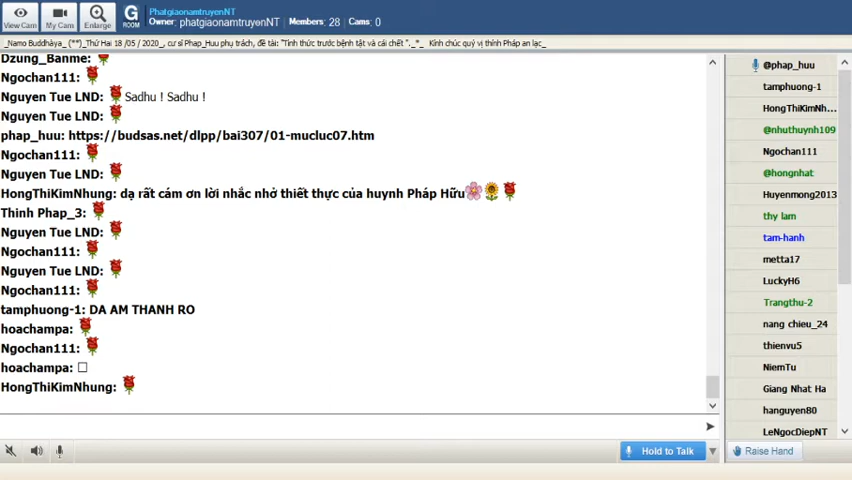 View Cam
My Cam
Enlarge
G
ROOM
PhatgiaonamtruyenNT
Owner: phatgiaonamtruyenNT Members: 28 Cams: 0
_Namo Buddhàya_ (**)_Thứ Hai 18 /05 / 2020_, cư sĩ Phap_Huu phụ trách, đề tài: "Tỉnh thức trước bệnh tật và cái chết "._*_ Kính chúc quý vị thính Pháp an lạc_
Dzung_Banme:
Ngochan111:
Nguyen Tue LND: Sadhu ! Sadhu !
Nguyen Tue LND:
phap_huu: https://budsas.net/dlpp/bai307/01-mucluc07.htm
Ngochan111:
Nguyen Tue LND:
HongThiKimNhung: dạ rất cám ơn lời nhắc nhở thiết thực của huynh Pháp Hữu
Thinh Phap_3:
Nguyen Tue LND:
Ngochan111:
Nguyen Tue LND:
Ngochan111:
tamphuong-1: DA AM THANH RO
hoachampa:
Ngochan111:
hoachampa: □
HongThiKimNhung:
Hold to Talk
@phap_huu
tamphuong-1
HongThiKimNh...
@nhuthuynh109
Ngochan111
@hongnhat
Huyenmong2013
thy lam
tam-hanh
metta17
LuckyH6
Trangthu-2
nang chieu_24
thienvu5
NiemTu
Giang Nhat Ha
hanguyen80
LeNgocDiepNT
Raise Hand